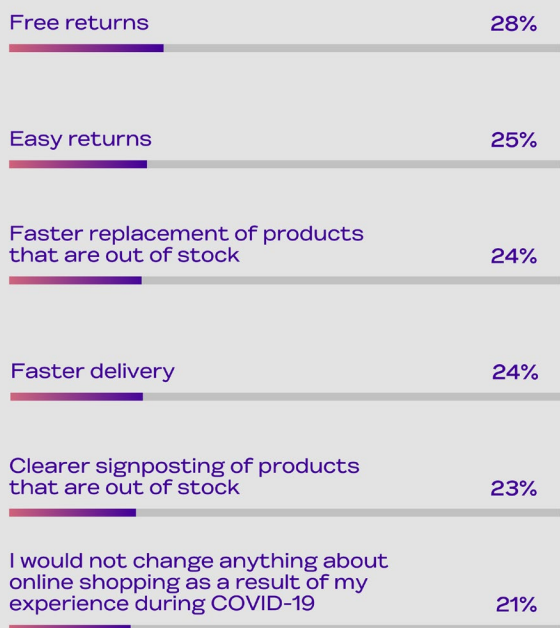 Free returns 28%
Easy returns 25%
Faster replacement of products
that are out of stock 24%
Faster delivery 24%
Clearer signposting of products
that are out of stock 23%
I would not change anything about
online shopping as a result of my
experience during COVID-19 21%